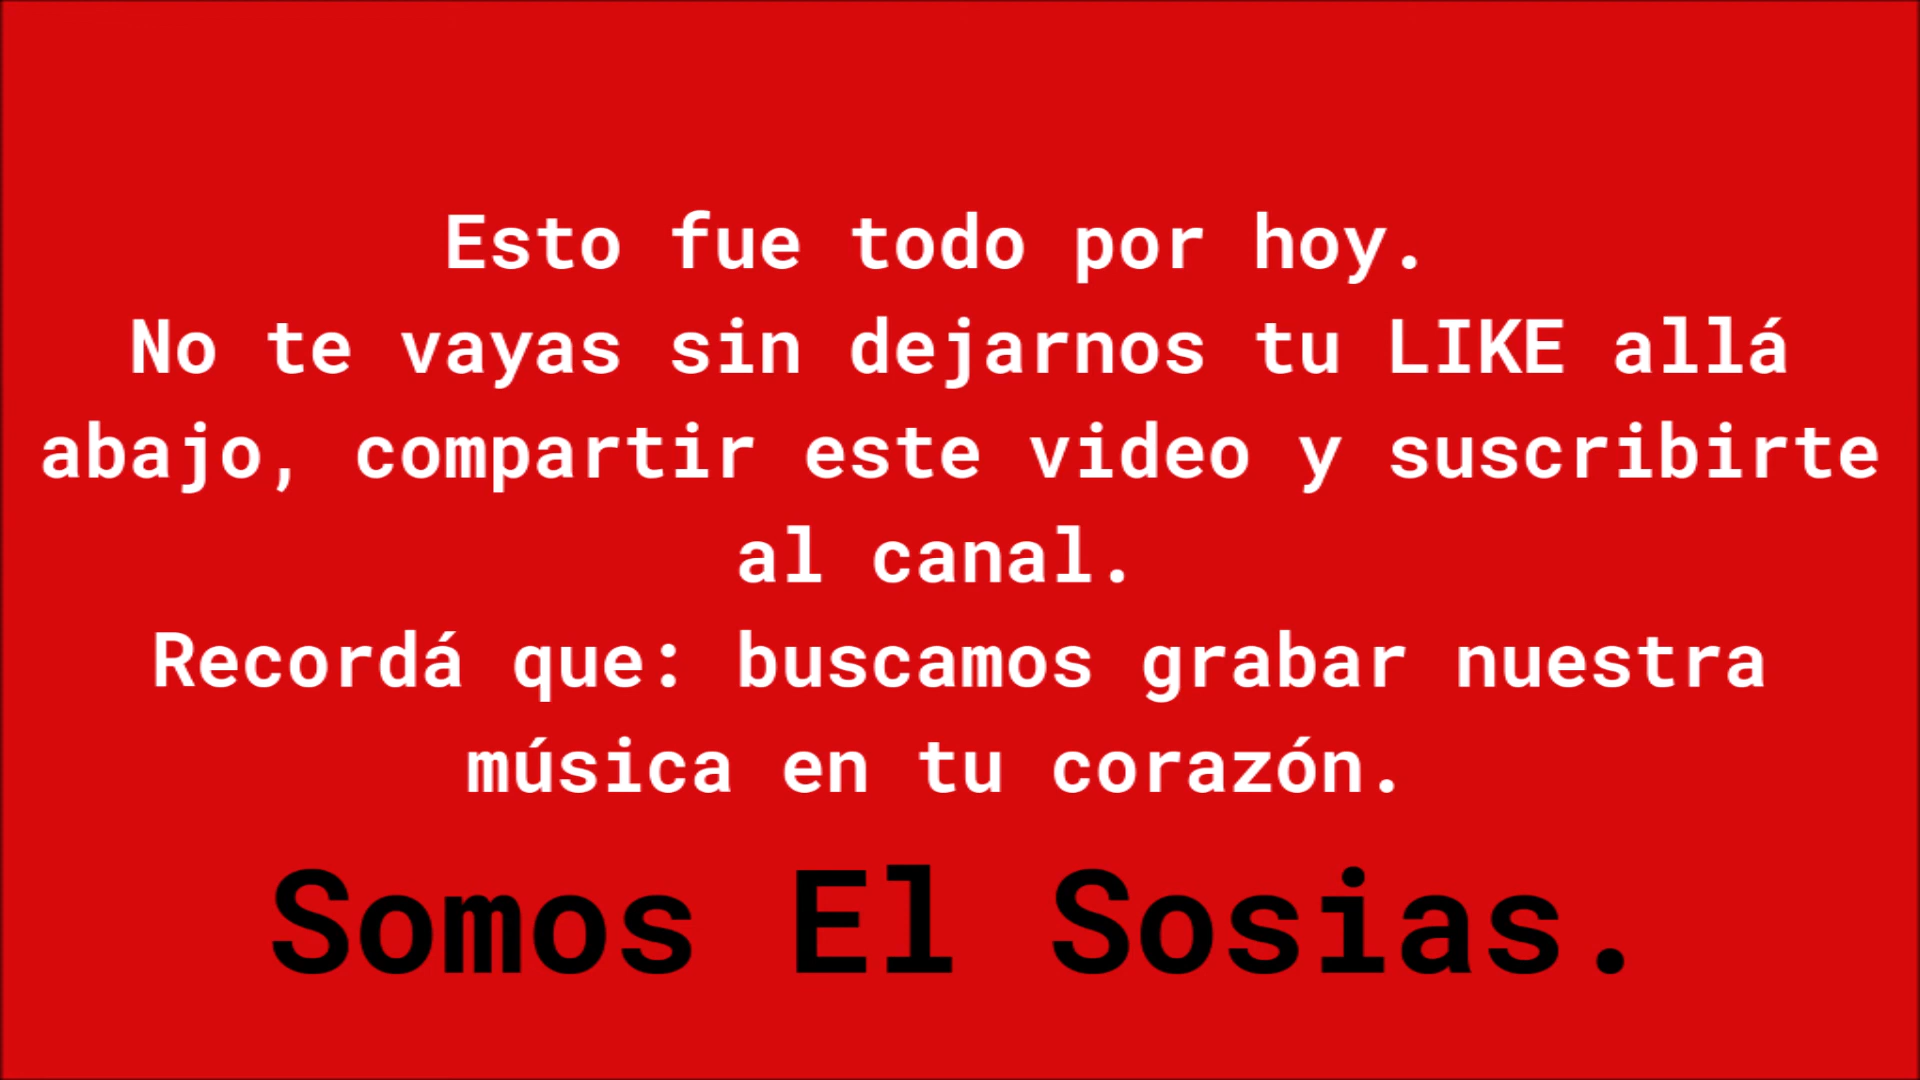 Esto fue todo por hoy.
No te vayas sin dejarnos tu LIKE allá
abajo, compartir este video y suscribirte
al canal.
Recordá que: buscamos grabar nuestra
música en tu corazón.
Somos El Sosias.